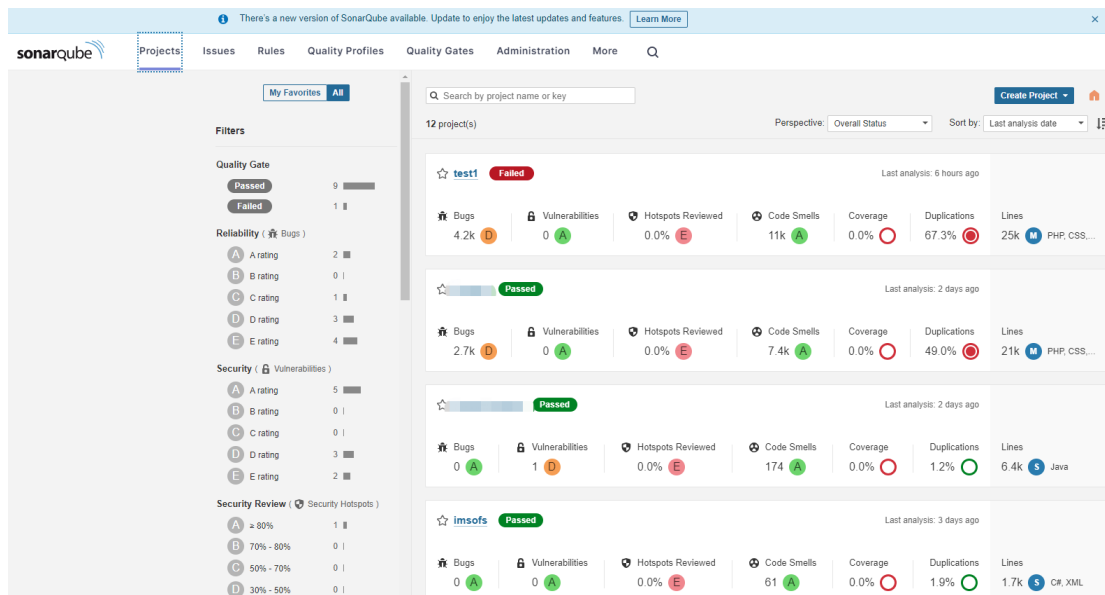 There's a new version of SonarQube available. Update to enjoy the latest updates and features. Learn More
sonarqube Projects Issues Rules Quality Profiles Quality Gates Administration More
My Favorites All
Search by project name or key
Create Project
12 project(s)
Perspective: Overall Status
Sort by: Last analysis date
Filters
Quality Gate
Passed 9
Failed 1
Reliability ( Bugs )
A A rating 2
B B rating 0
C C rating 1
D D rating 3
E E rating 4
Security ( Vulnerabilities )
A A rating 5
B B rating 0
C C rating 0
D D rating 3
E E rating 2
Security Review ( Security Hotspots )
A ≥ 80% 1
B 70% - 80% 0
C 50% - 70% 0
D 30% - 50% 0
test1 Failed Last analysis: 6 hours ago
Bugs Vulnerabilities Hotspots Reviewed Code Smells Coverage Duplications Lines
4.2k D 0 A 0.0% E 11k A 0.0% 67.3% 25k M PHP, CSS,...
Passed Last analysis: 2 days ago
Bugs Vulnerabilities Hotspots Reviewed Code Smells Coverage Duplications Lines
2.7k D 0 A 0.0% E 7.4k A 0.0% 49.0% 21k M PHP, CSS,...
Passed Last analysis: 2 days ago
Bugs Vulnerabilities Hotspots Reviewed Code Smells Coverage Duplications Lines
0 A 1 D 0.0% E 174 A 0.0% 1.2% 6.4k S Java
imsofs Passed Last analysis: 3 days ago
Bugs Vulnerabilities Hotspots Reviewed Code Smells Coverage Duplications Lines
0 A 0 A 0.0% E 61 A 0.0% 1.9% 1.7k S C#, XML